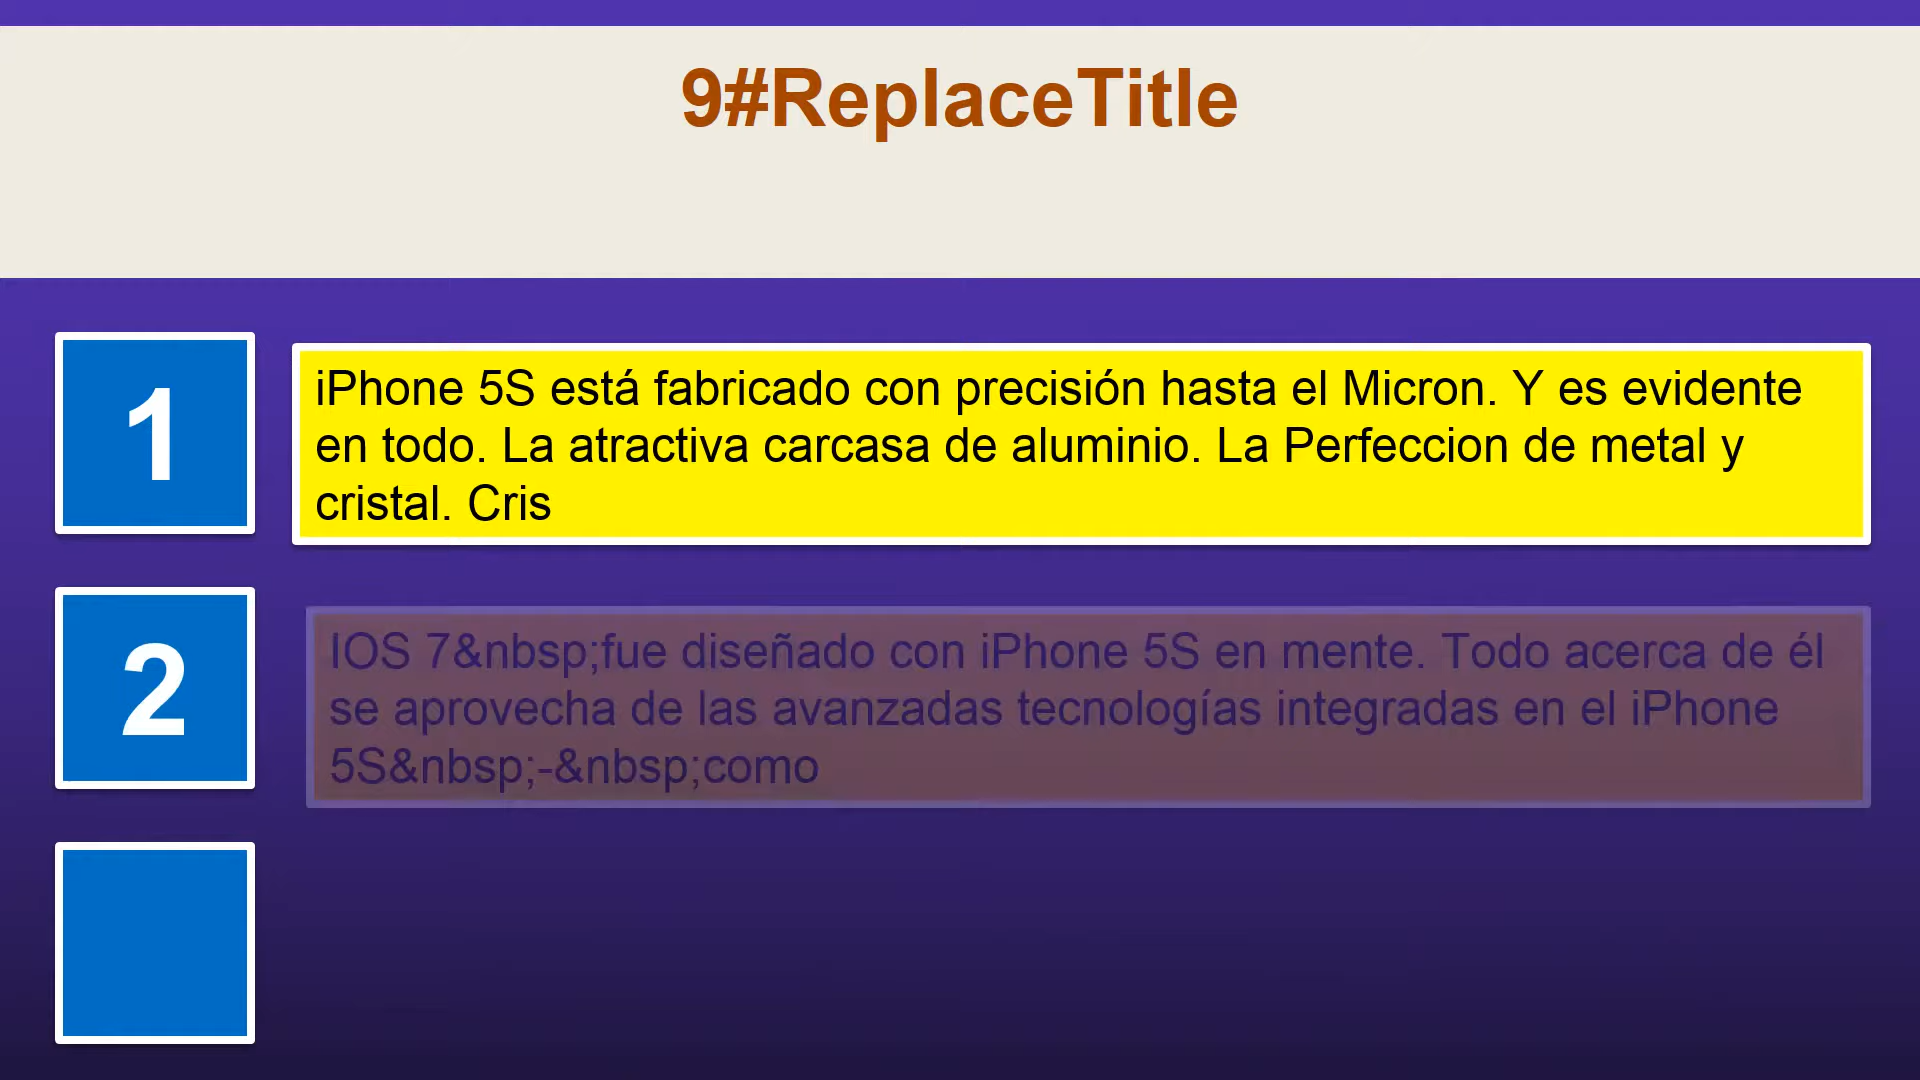 9#ReplaceTitle
1
iPhone 5S está fabricado con precisión hasta el Micron. Y es evidente
en todo. La atractiva carcasa de aluminio. La Perfeccion de metal y
cristal. Cris
2
IOS 7&nbsp;fue diseñado con iPhone 5S en mente. Todo acerca de él
se aprovecha de las avanzadas tecnologías integradas en el iPhone
5S&nbsp;-&nbsp;como